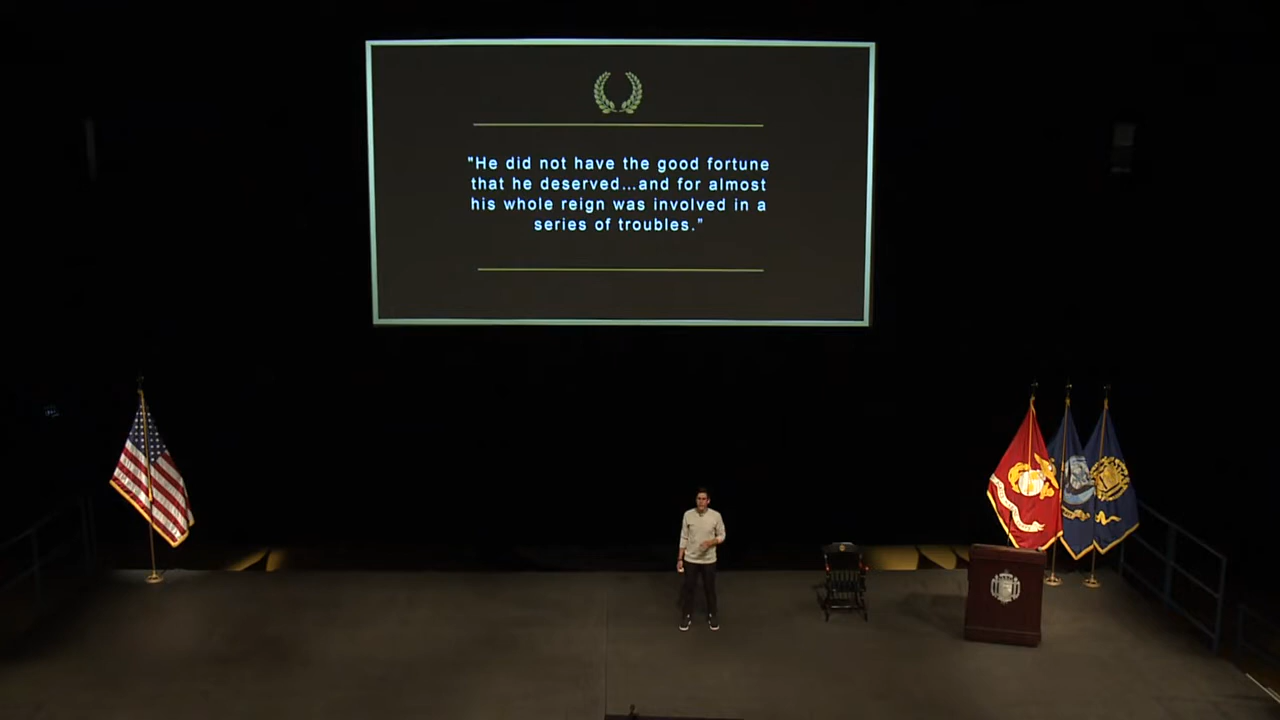 "He did not have the good fortune
that he deserved...and for almost
his whole reign was involved in a
series of troubles."